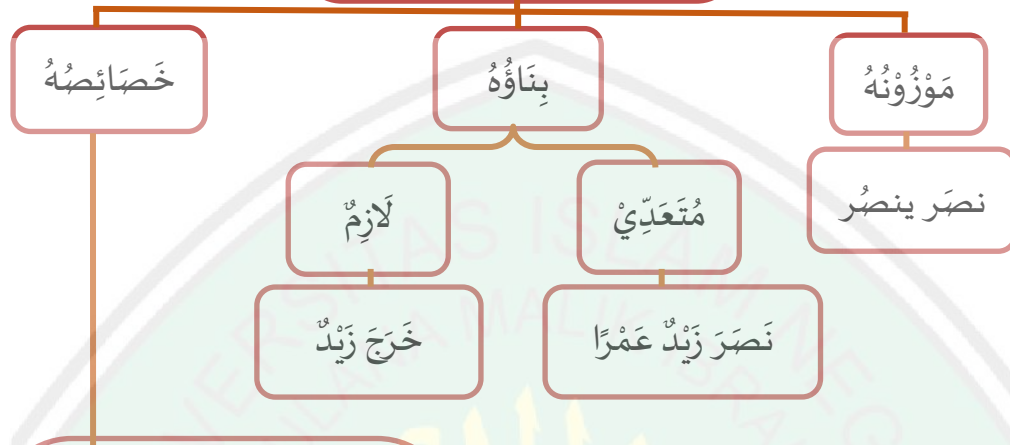 مَوْزُوْنُهُ
بِنَاؤُهُ
خَصَائِصُهُ
نصَر ينصُر
مُتَعَدِّيْ
لَازِمٌ
نَصَرَ زَيْدٌ عَمْرًا
خَرَجَ زَيْدٌ